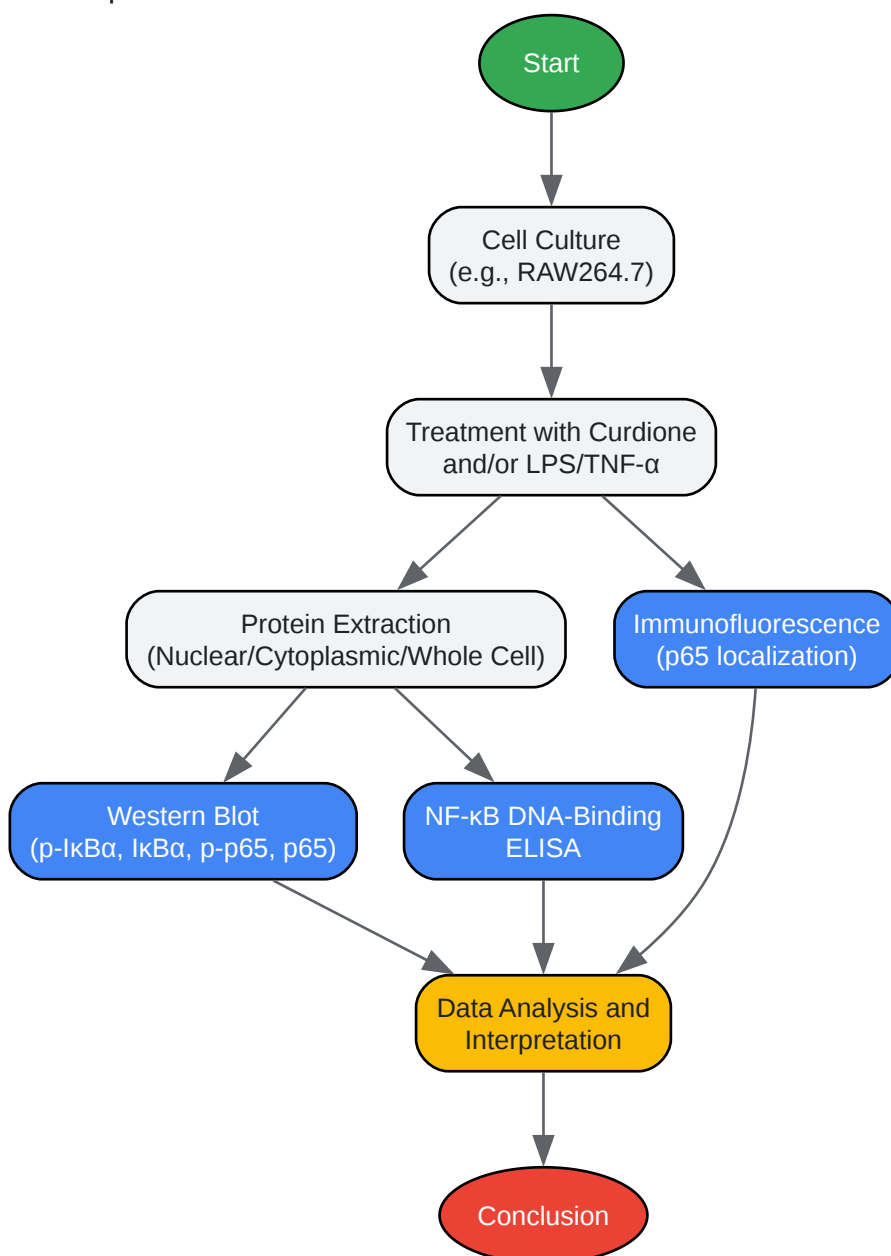 Start
Cell Culture
(e.g., RAW264.7)
Treatment with Curdione
and/or LPS/TNF-α
Protein Extraction
(Nuclear/Cytoplasmic/Whole Cell)
Immunofluorescence
(p65 localization)
Western Blot
(p-IκBα, IκBα, p-p65, p65)
NF-κB DNA-Binding
ELISA
Data Analysis and
Interpretation
Conclusion